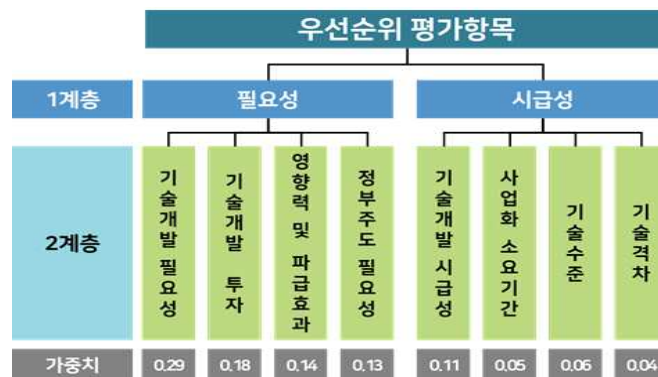 우선순위 평가항목
1계층
필요성
시급성
2계층
기술개발 필요성
기술개발 투자
영향력 및 파급효과
정부주도 필요성
기술개발 시급성
사업화 소요기간
기술수준
기술격차
가중치 0.29 0.18 0.14 0.13 0.11 0.05 0.06 0.04